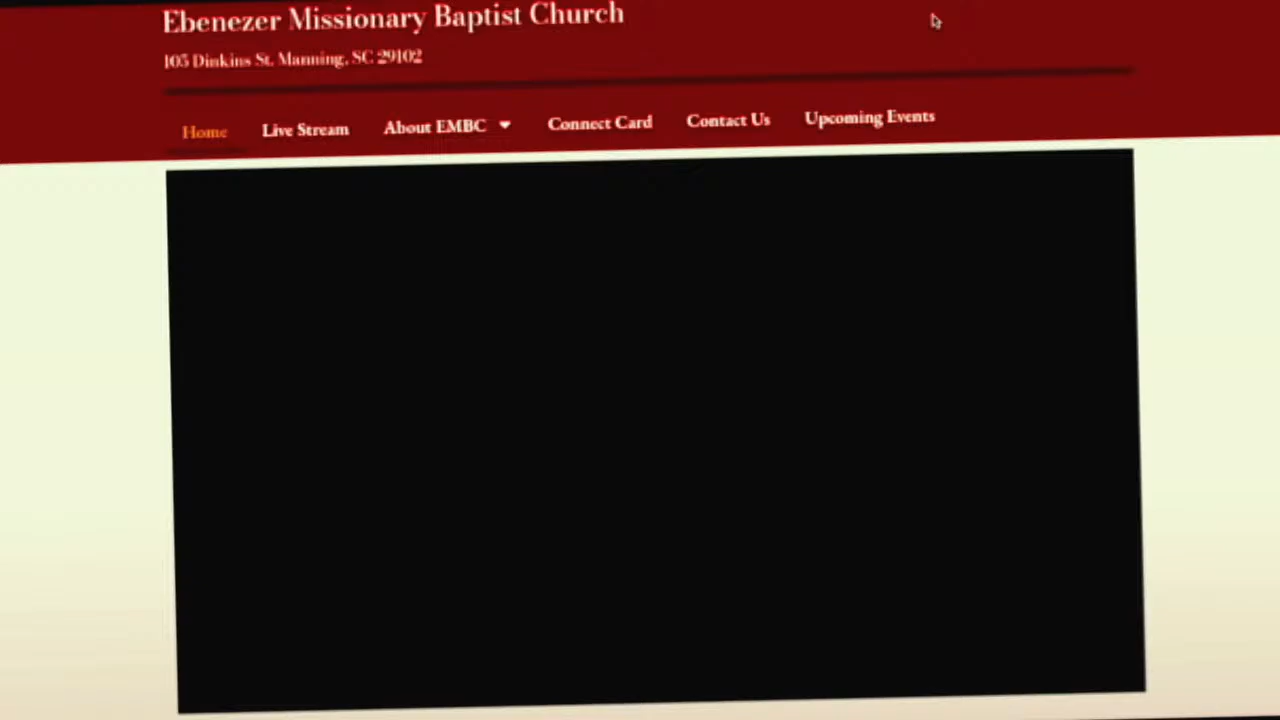 Ebenezer Missionary Baptist Church
105 Dinkins St. Manning, SC 29102
Home Live Stream About EMBC Connect Card Contact Us Upcoming Events